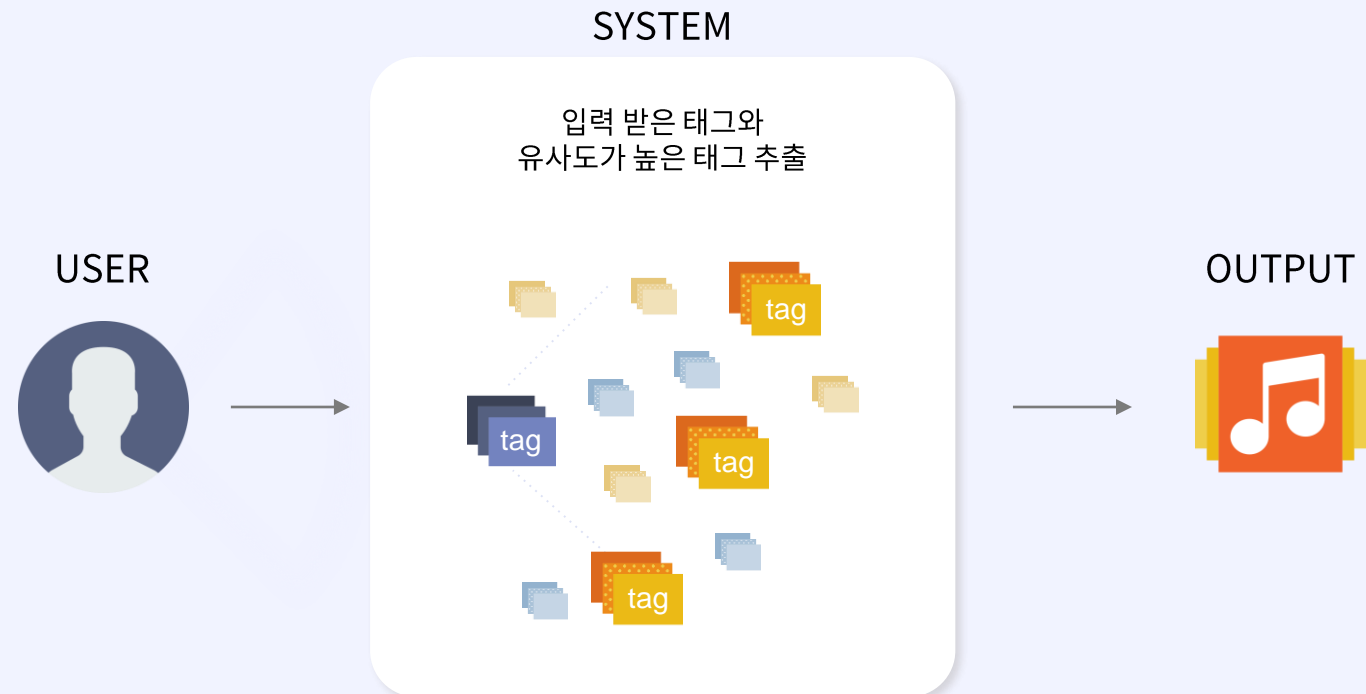 SYSTEM
입력 받은 태그와
유사도가 높은 태그 추출
USER
OUTPUT
tag
tag
tag
tag